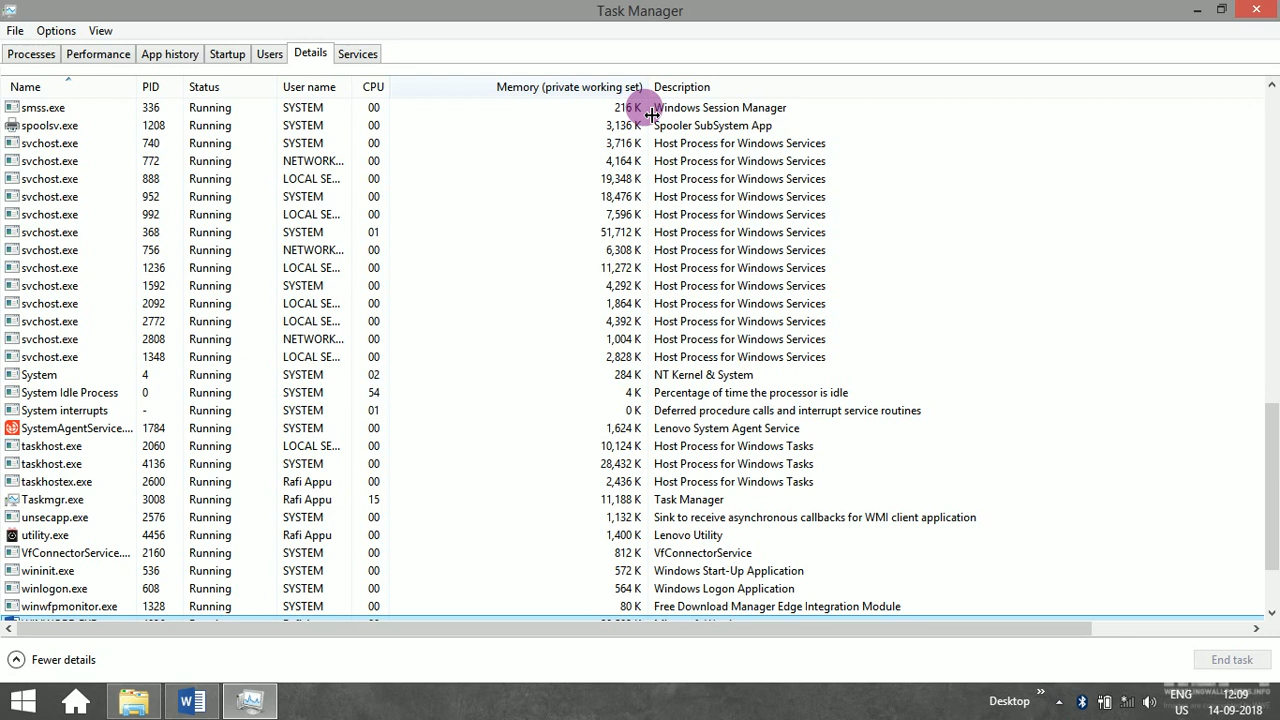 Task Manager
File Options View
Processes Performance App history Startup Users Details Services
Name PID Status User name CPU Memory (private working set) Description
smss.exe 336 Running SYSTEM 00 216 K Windows Session Manager
spoolsv.exe 1208 Running SYSTEM 00 3,136 K Spooler SubSystem App
svchost.exe 740 Running SYSTEM 00 3,716 K Host Process for Windows Services
svchost.exe 772 Running NETWORK... 00 4,164 K Host Process for Windows Services
svchost.exe 888 Running LOCAL SE... 00 19,348 K Host Process for Windows Services
svchost.exe 952 Running SYSTEM 00 18,476 K Host Process for Windows Services
svchost.exe 992 Running LOCAL SE... 00 7,596 K Host Process for Windows Services
svchost.exe 368 Running SYSTEM 01 51,712 K Host Process for Windows Services
svchost.exe 756 Running NETWORK... 00 6,308 K Host Process for Windows Services
svchost.exe 1236 Running LOCAL SE... 00 11,272 K Host Process for Windows Services
svchost.exe 1592 Running SYSTEM 00 4,292 K Host Process for Windows Services
svchost.exe 2092 Running LOCAL SE... 00 1,864 K Host Process for Windows Services
svchost.exe 2772 Running LOCAL SE... 00 4,392 K Host Process for Windows Services
svchost.exe 2808 Running NETWORK... 00 1,004 K Host Process for Windows Services
svchost.exe 1348 Running LOCAL SE... 00 2,828 K Host Process for Windows Services
System 4 Running SYSTEM 02 284 K NT Kernel & System
System Idle Process 0 Running SYSTEM 54 4 K Percentage of time the processor is idle
System interrupts - Running SYSTEM 01 0 K Deferred procedure calls and interrupt service routines
SystemAgentService.... 1784 Running SYSTEM 00 1,624 K Lenovo System Agent Service
taskhost.exe 2060 Running LOCAL SE... 00 10,124 K Host Process for Windows Tasks
taskhost.exe 4136 Running SYSTEM 00 28,432 K Host Process for Windows Tasks
taskhostex.exe 2600 Running Rafi Appu 00 2,436 K Host Process for Windows Tasks
Taskmgr.exe 3008 Running Rafi Appu 15 11,188 K Task Manager
unsecapp.exe 2576 Running SYSTEM 00 1,132 K Sink to receive asynchronous callbacks for WMI client application
utility.exe 4456 Running Rafi Appu 00 1,400 K Lenovo Utility
VfConnectorService.... 2160 Running SYSTEM 00 812 K VfConnectorService
wininit.exe 536 Running SYSTEM 00 572 K Windows Start-Up Application
winlogon.exe 608 Running SYSTEM 00 564 K Windows Logon Application
winwfpmonitor.exe 1328 Running SYSTEM 00 80 K Free Download Manager Edge Integration Module
Fewer details End task
Desktop ENG 12:09
US 14-09-2018